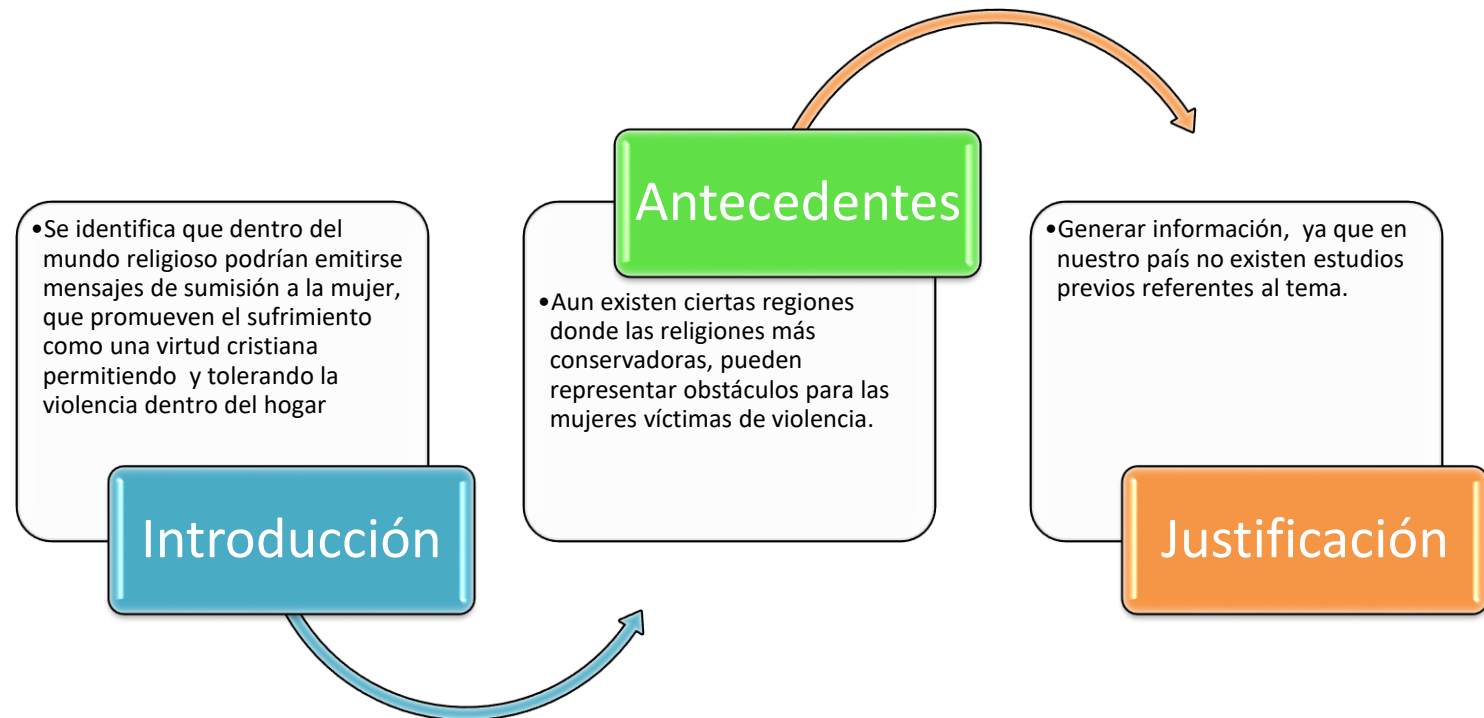 •Se identifica que dentro del
mundo religioso podrían emitirse
mensajes de sumisión a la mujer,
que promueven el sufrimiento
como una virtud cristiana
permitiendo  y tolerando la
violencia dentro del hogar
Introducción
Antecedentes
•Aun existen ciertas regiones
donde las religiones más
conservadoras, pueden
representar obstáculos para las
mujeres víctimas de violencia.
•Generar información,  ya que en
nuestro país no existen estudios
previos referentes al tema.
Justificación